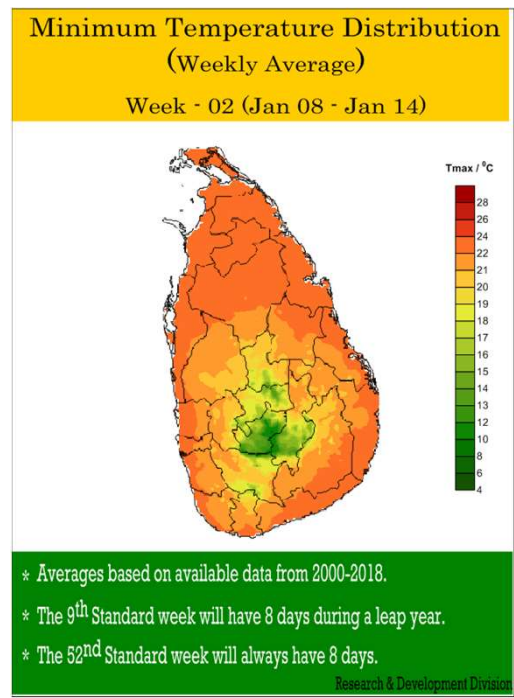 Minimum Temperature Distribution
(Weekly Average)
Week - 02 (Jan 08 - Jan 14)
Tmax / ⁰C
28
26
24
22
21
20
19
18
17
16
15
14
13
12
10
8
6
4
* Averages based on available data from 2000-2018.
* The 9th Standard week will have 8 days during a leap year.
* The 52nd Standard week will always have 8 days.
Research & Development Division